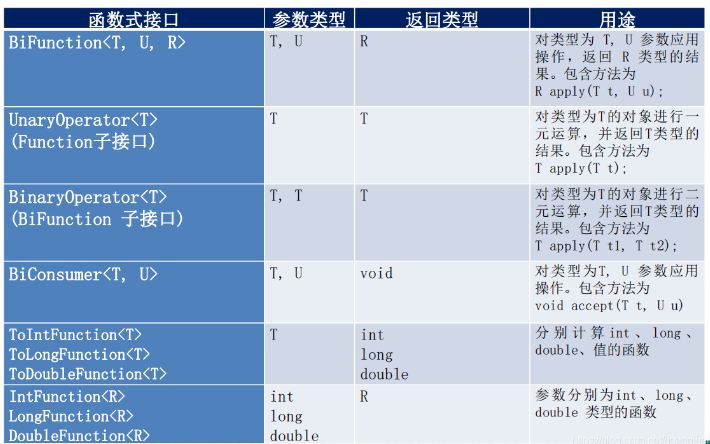 函数式接口 参数类型 返回类型 用途
BiFunction<T, U, R> T, U R 对类型为 T, U 参数应用
操作, 返回 R 类型的结
果。包含方法为
R apply(T t, U u);
UnaryOperator<T> T T 对类型为T的对象进行一
(Function子接口) 元运算, 并返回T类型的
结果。包含方法为
T apply(T t);
BinaryOperator<T> T, T T 对类型为T的对象进行二
(BiFunction 子接口) 元运算, 并返回T类型的
结果。包含方法为
T apply(T t1, T t2);
BiConsumer<T, U> T, U void 对类型为T, U 参数应用
操作。包含方法为
void accept(T t, U u)
ToIntFunction<T> T int 分别计算int、long、
ToLongFunction<T> long double、值的函数
ToDoubleFunction<T> double
IntFunction<R> int R 参数分别为int、long、
LongFunction<R> long double 类型的函数
DoubleFunction<R> double